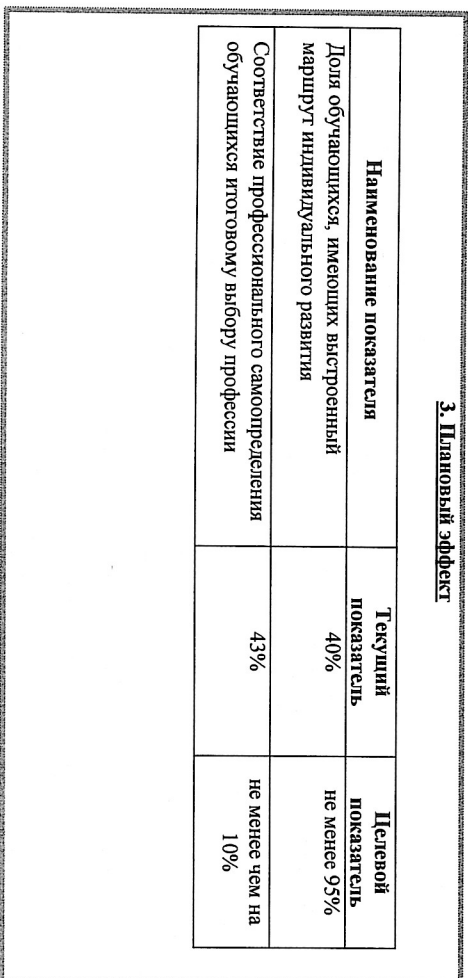 3. Плановый эффект
Наименование показателя
Текущий
показатель
Целевой
показатель
Доля обучающихся, имеющих выстроенный
маршрут индивидуального развития
40%
не менее 95%
Соответствие профессионального самоопределения
обучающихся итоговому выбору профессии
43%
не менее чем на
10%